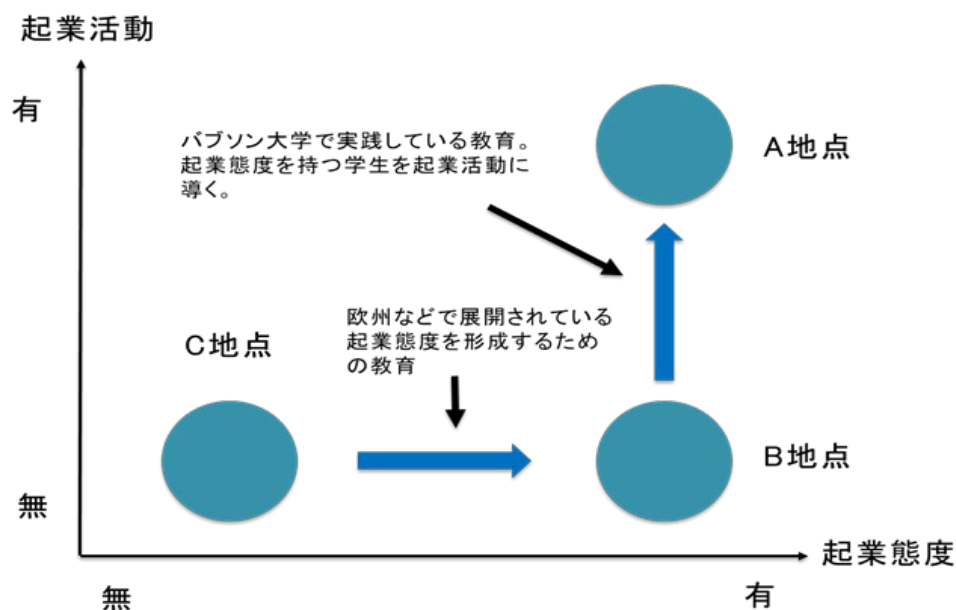 起業活動
有
バブソン大学で実践している教育。
起業態度を持つ学生を起業活動に
導く。
A地点
欧州などで展開されている
起業態度を形成するため
の教育
C地点
B地点
無
起業態度
無
有